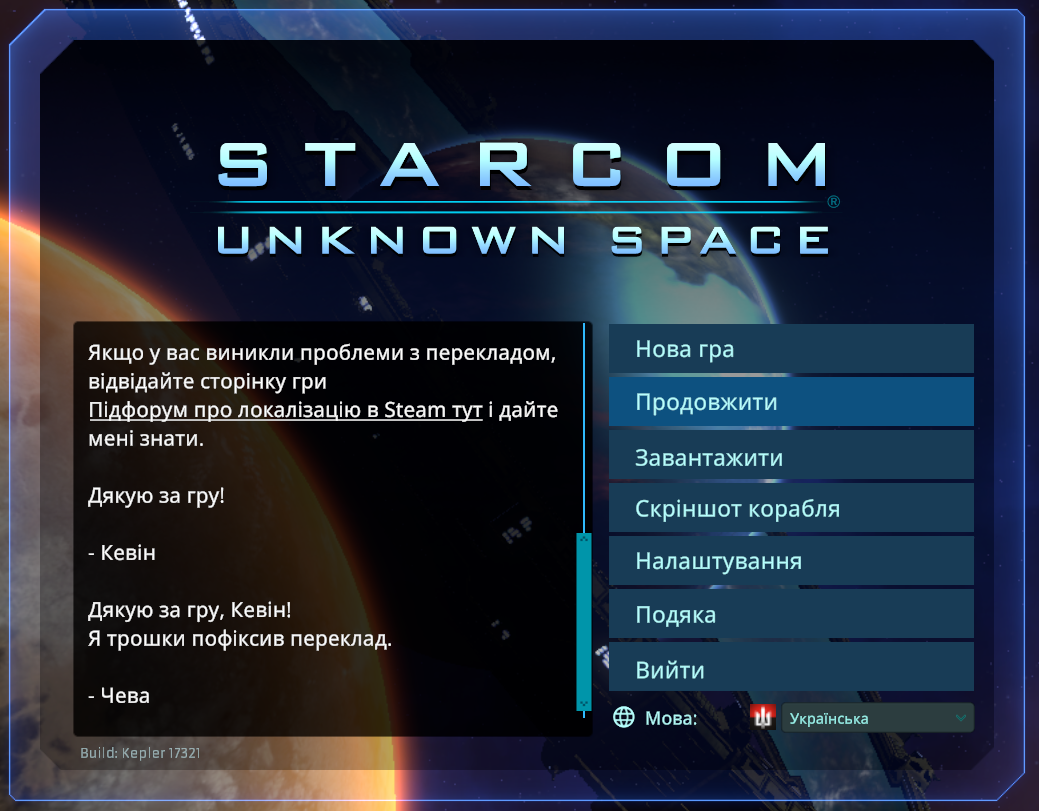 STARCOM
®
UNKNOWN SPACE
Якщо у вас виникли проблеми з перекладом,
відвідайте сторінку гри
Підфорум про локалізацію в Steam тут і дайте
мені знати.
Дякую за гру!
- Кевін
Дякую за гру, Кевін!
Я трошки пофіксив переклад.
- Чева
Нова гра
Продовжити
Завантажити
Скріншот корабля
Налаштування
Подяка
Вийти
Мова:
Українська
Build: Kepler 17321